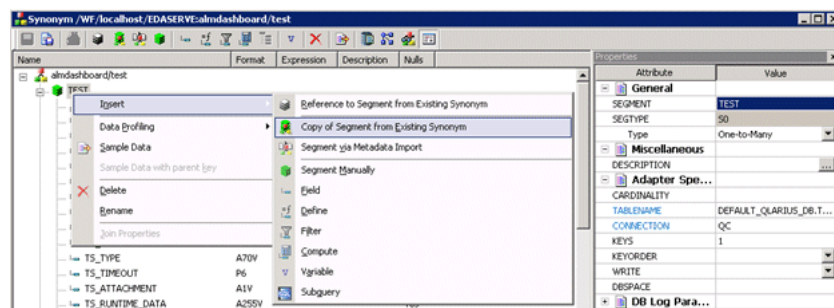 Synonym /WF/localhost/EDASERVE:almdashboard/test
Name Format Expression Description Nulls
almdashboard/test
TEST
Insert
Data Profiling
Sample Data
Sample Data with parent key
Delete
Rename
Join Properties
Reference to Segment from Existing Synonym
Copy of Segment from Existing Synonym
Segment via Metadata Import
Segment Manually
Field
Define
Filter
Compute
Variable
Subquery
TS_TYPE A70V
TS_TIMEOUT P6
TS_ATTACHMENT A1V
TS_RUNTIME_DATA A255V
Properties
Attribute Value
General
SEGMENT TEST
SEGTYPE S0
Type One-to-Many
Miscellaneous
DESCRIPTION
Adapter Spe...
CARDINALITY
TABLENAME DEFAULT_QLARIUS_DB.T...
CONNECTION QC
KEYS 1
KEYORDER
WRITE
DBSPACE
DB Log Para...